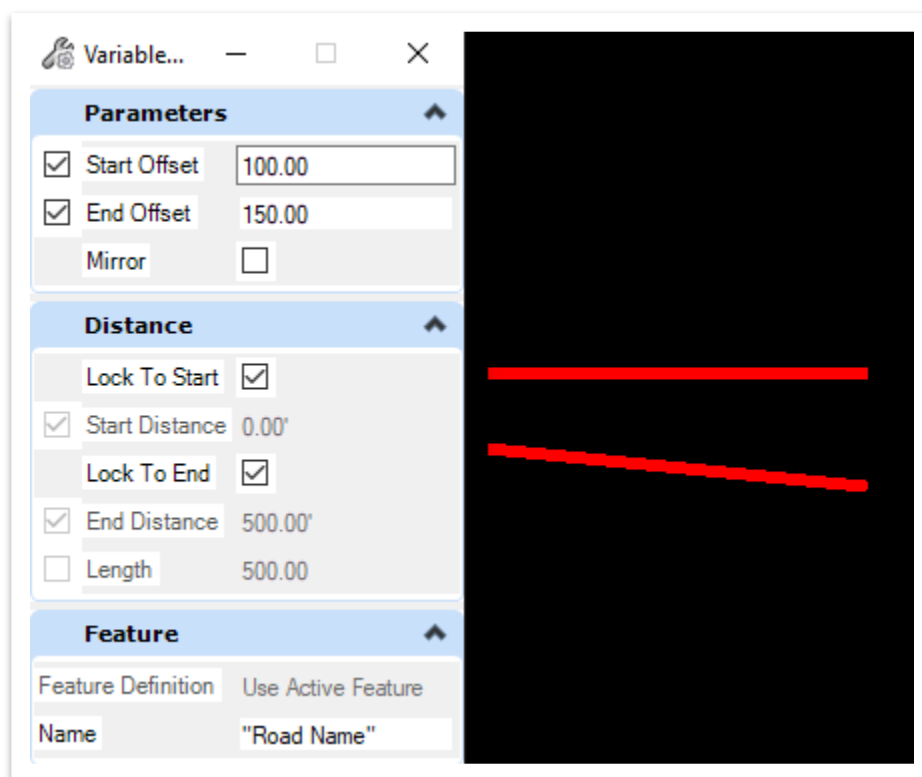 Variable...
Parameters
Start Offset 100.00
End Offset 150.00
Mirror
Distance
Lock To Start
Start Distance 0.00'
Lock To End
End Distance 500.00'
Length 500.00
Feature
Feature Definition Use Active Feature
Name "Road Name"